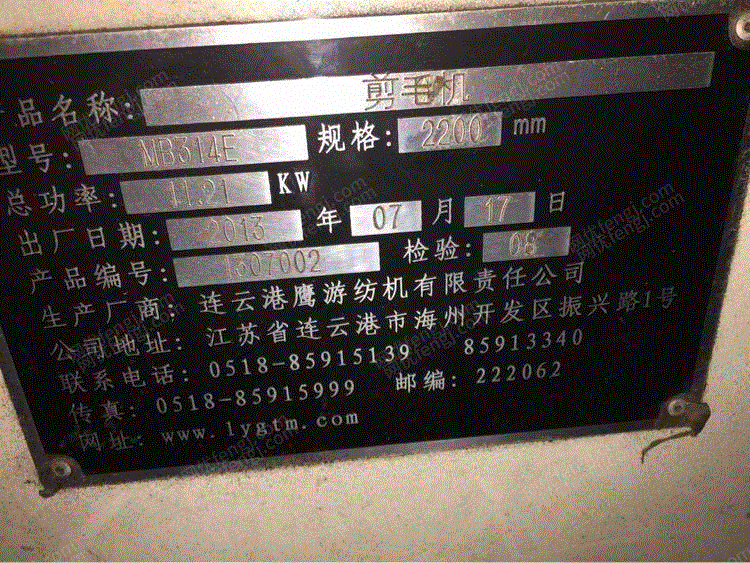 产品名称: 剪毛机
型号: MB314E 规格: 2200 mm
总功率: 11.21 KW
出厂日期: 2013 年 07 月 17 日
产品编号: 1307002 检验: 08
生产厂商: 连云港鹰游纺机有限责任公司
公司地址: 江苏省连云港市海州开发区振兴路1号
联系电话: 0518-85915139 85913340
传真: 0518-85915999 邮编: 222062
网址: www.lygtm.com